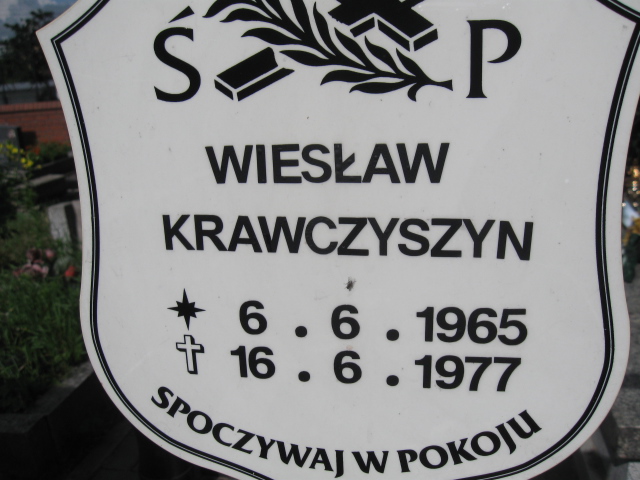 Ś P
WIESŁAW
KRAWCZYSZYN
6 . 6 . 1965
16 . 6 . 1977
SPOCZYWAJ W POKOJU